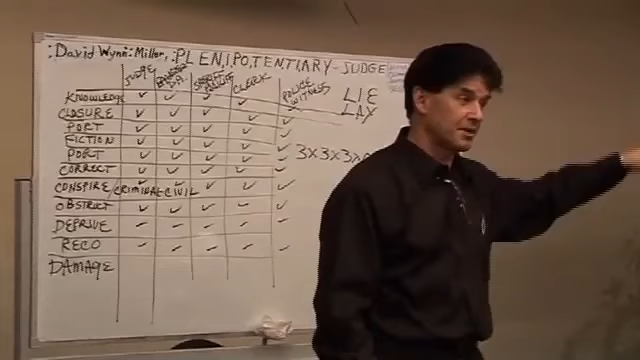 :David Wynn: Miller, : PLENIPOTENTIARY-JUDGE
JUDGE
CLERK
POLICE WITNESS
KNOWLEDGE
CLOSURE
PORT
FICTION
PORT
CORRECT
CONSPIRE CRIMINAL CIVIL
OBSTRUCT
DEPRIVE
RECO
DAMAGE
LIE
LAX
3X3X3X